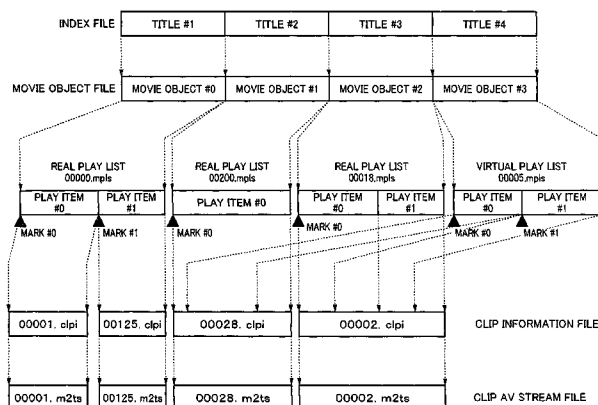 INDEX FILE
TITLE #1
TITLE #2
TITLE #3
TITLE #4
MOVIE OBJECT FILE
MOVIE OBJECT #0
MOVIE OBJECT #1
MOVIE OBJECT #2
MOVIE OBJECT #3
REAL PLAY LIST
00000.mpls
REAL PLAY LIST
00200.mpls
REAL PLAY LIST
00018.mpls
VIRTUAL PLAY LIST
00005.mpls
PLAY ITEM
#0
PLAY ITEM
#1
PLAY ITEM #0
PLAY ITEM
#0
PLAY ITEM
#1
PLAY ITEM
#0
PLAY ITEM
#1
MARK #0
MARK #1
MARK #0
MARK #0
MARK #0
MARK #1
00001. clpi
00125. clpi
00028. clpi
00002. clpi
CLIP INFORMATION FILE
00001. m2ts
00125. m2ts
00028. m2ts
00002. m2ts
CLIP AV STREAM FILE